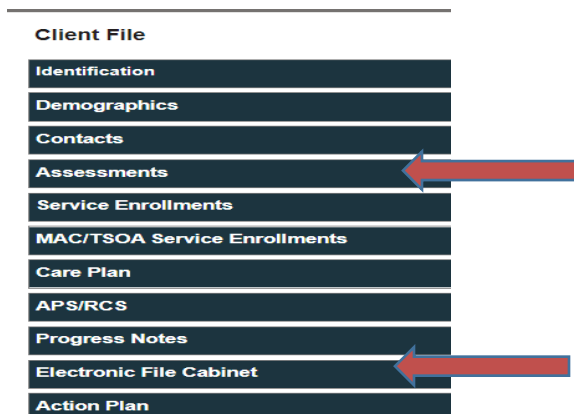 Client File
Identification
Demographics
Contacts
Assessments
Service Enrollments
MAC/TSOA Service Enrollments
Care Plan
APS/RCS
Progress Notes
Electronic File Cabinet
Action Plan